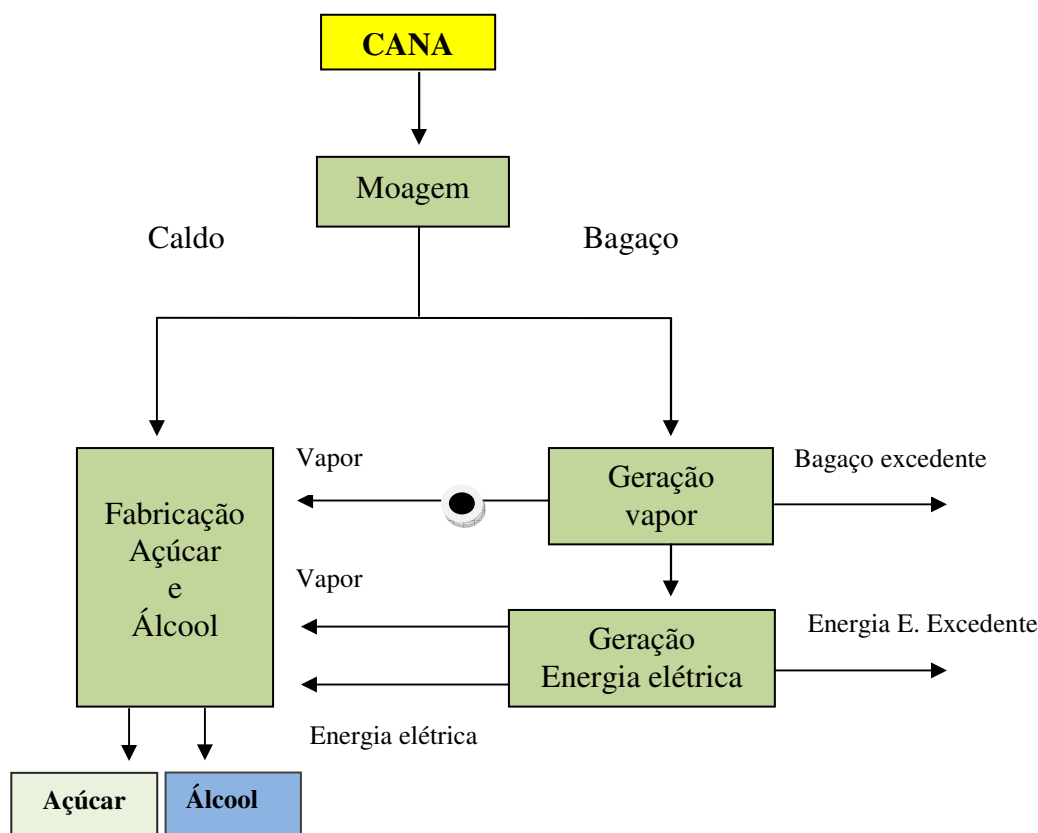 CANA
Moagem
Caldo
Bagaço
Vapor
Geração
vapor
Bagaço excedente
Fabricação
Açúcar
e
Álcool
Vapor
Geração
Energia elétrica
Energia E. Excedente
Energia elétrica
Açúcar
Álcool